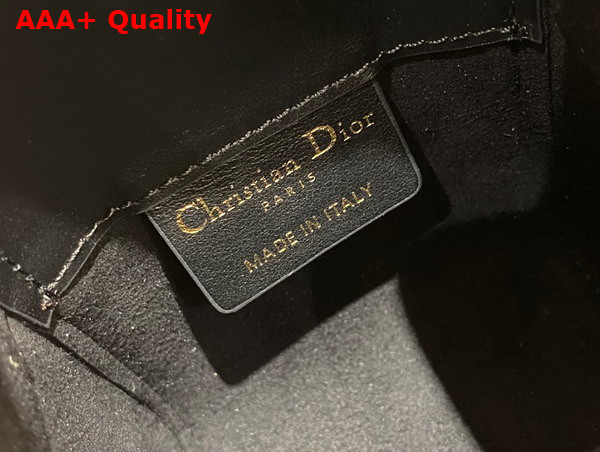 AAA+ Quality
Christian Dior
PARIS
MADE IN ITALY